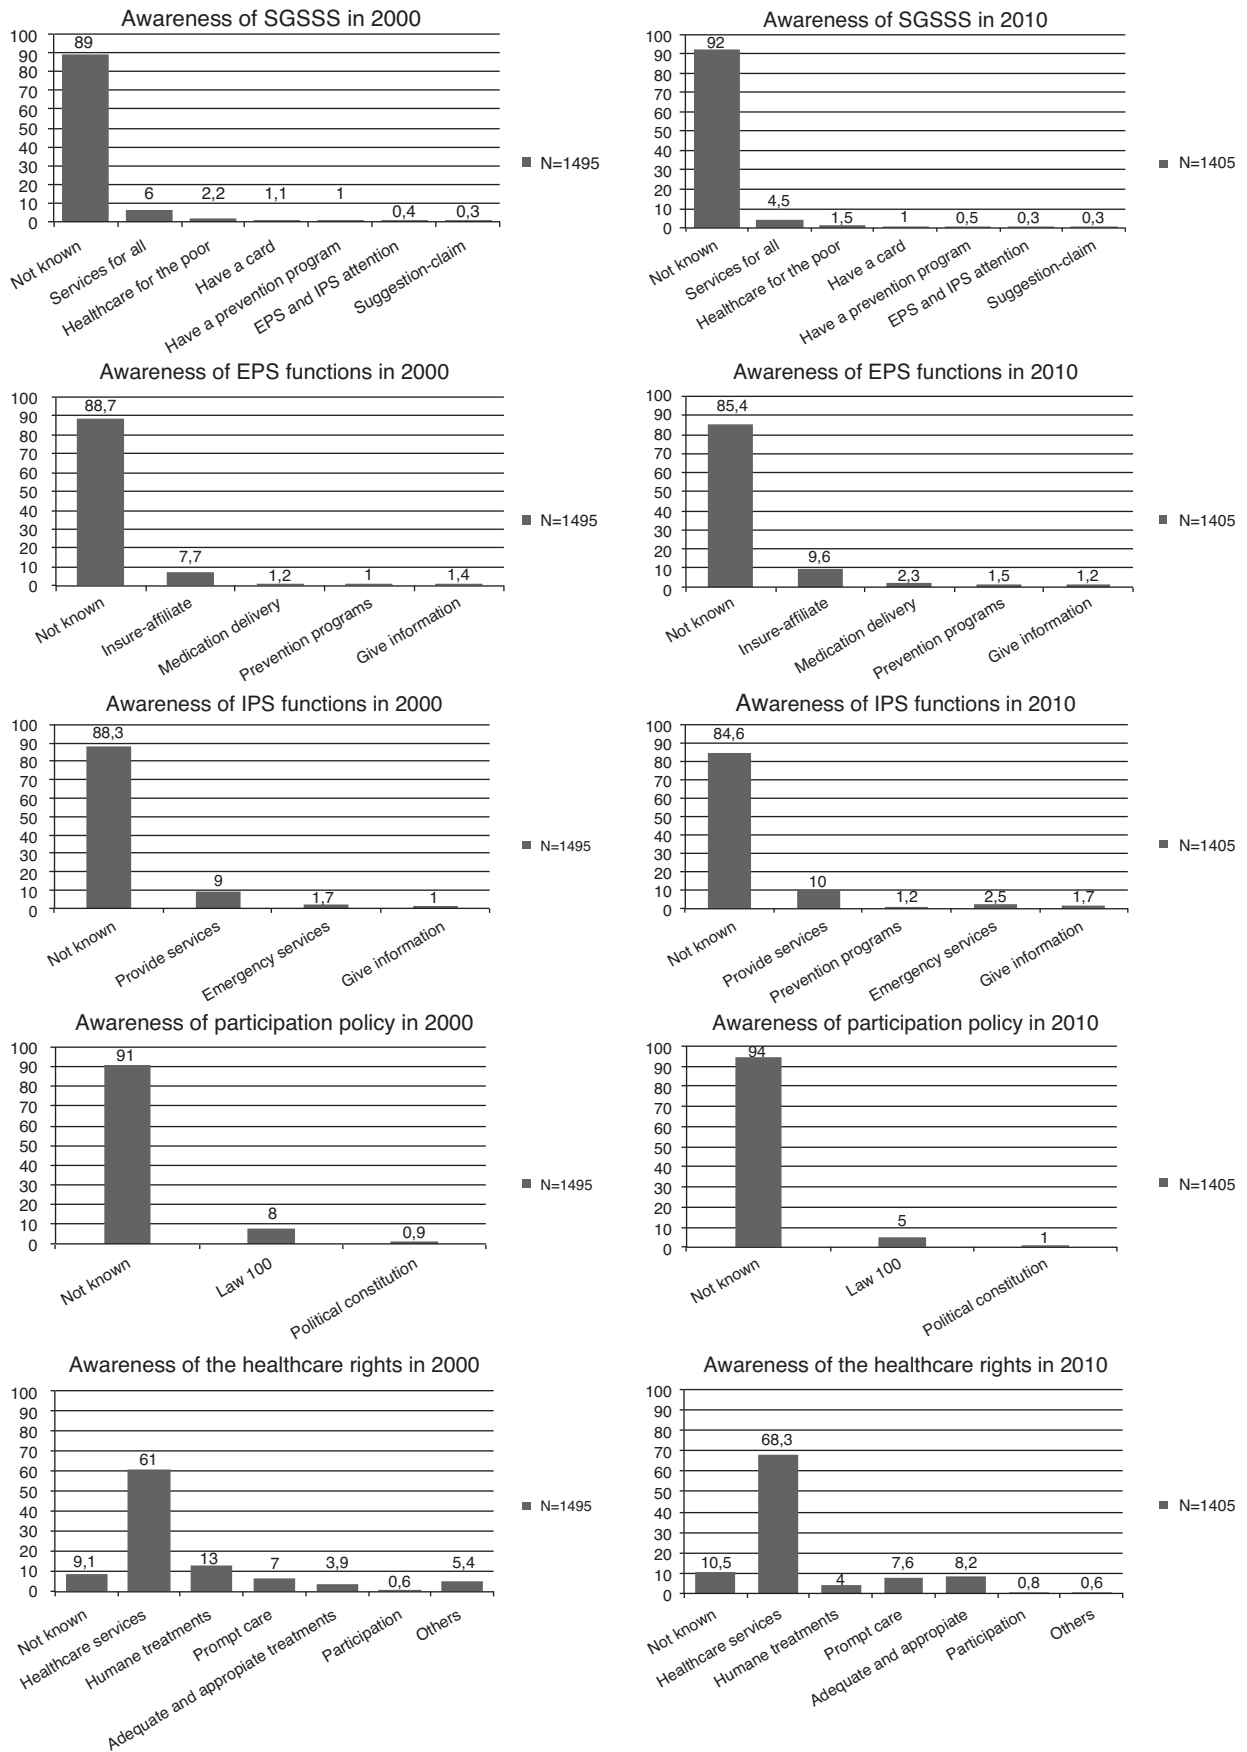 Awareness of SGSSS in 2000
100
90
80
70
60
50
40
30
20
10
0
89
6
2,2
1,1
1
0,4
0,3
Not known
Services for all
Healthcare for the poor
Have a card
Have a prevention program
EPS and IPS attention
Suggestion-claim
N=1495
Awareness of SGSSS in 2010
100
90
80
70
60
50
40
30
20
10
0
92
4,5
1,5
1
0,5
0,3
0,3
Not known
Services for all
Healthcare for the poor
Have a card
Have a prevention program
EPS and IPS attention
Suggestion-claim
N=1405
Awareness of EPS functions in 2000
100
90
80
70
60
50
40
30
20
10
0
88,7
7,7
1,2
1
1,4
Not known
Insure-affiliate
Medication delivery
Prevention programs
Give information
N=1495
Awareness of EPS functions in 2010
100
90
80
70
60
50
40
30
20
10
0
85,4
9,6
2,3
1,5
1,2
Not known
Insure-affiliate
Medication delivery
Prevention programs
Give information
N=1405
Awareness of IPS functions in 2000
100
90
80
70
60
50
40
30
20
10
0
88,3
9
1,7
1
Not known
Provide services
Emergency services
Give information
N=1495
Awareness of IPS functions in 2010
100
90
80
70
60
50
40
30
20
10
0
84,6
10
1,2
2,5
1,7
Not known
Provide services
Prevention programs
Emergency services
Give information
N=1405
Awareness of participation policy in 2000
100
90
80
70
60
50
40
30
20
10
0
91
8
0,9
Not known
Law 100
Political constitution
N=1495
Awareness of participation policy in 2010
100
90
80
70
60
50
40
30
20
10
0
94
5
1
Not known
Law 100
Political constitution
N=1405
Awareness of the healthcare rights in 2000
100
90
80
70
60
50
40
30
20
10
0
9,1
61
13
7
3,9
0,6
5,4
Not known
Healthcare services
Humane treatments
Prompt care
Adequate and appropiate treatments
Participation
Others
N=1495
Awareness of the healthcare rights in 2010
100
90
80
70
60
50
40
30
20
10
0
10,5
68,3
4
7,6
8,2
0,8
0,6
Not known
Healthcare services
Humane treatments
Prompt care
Adequate and appropiate
Participation
Others
N=1405